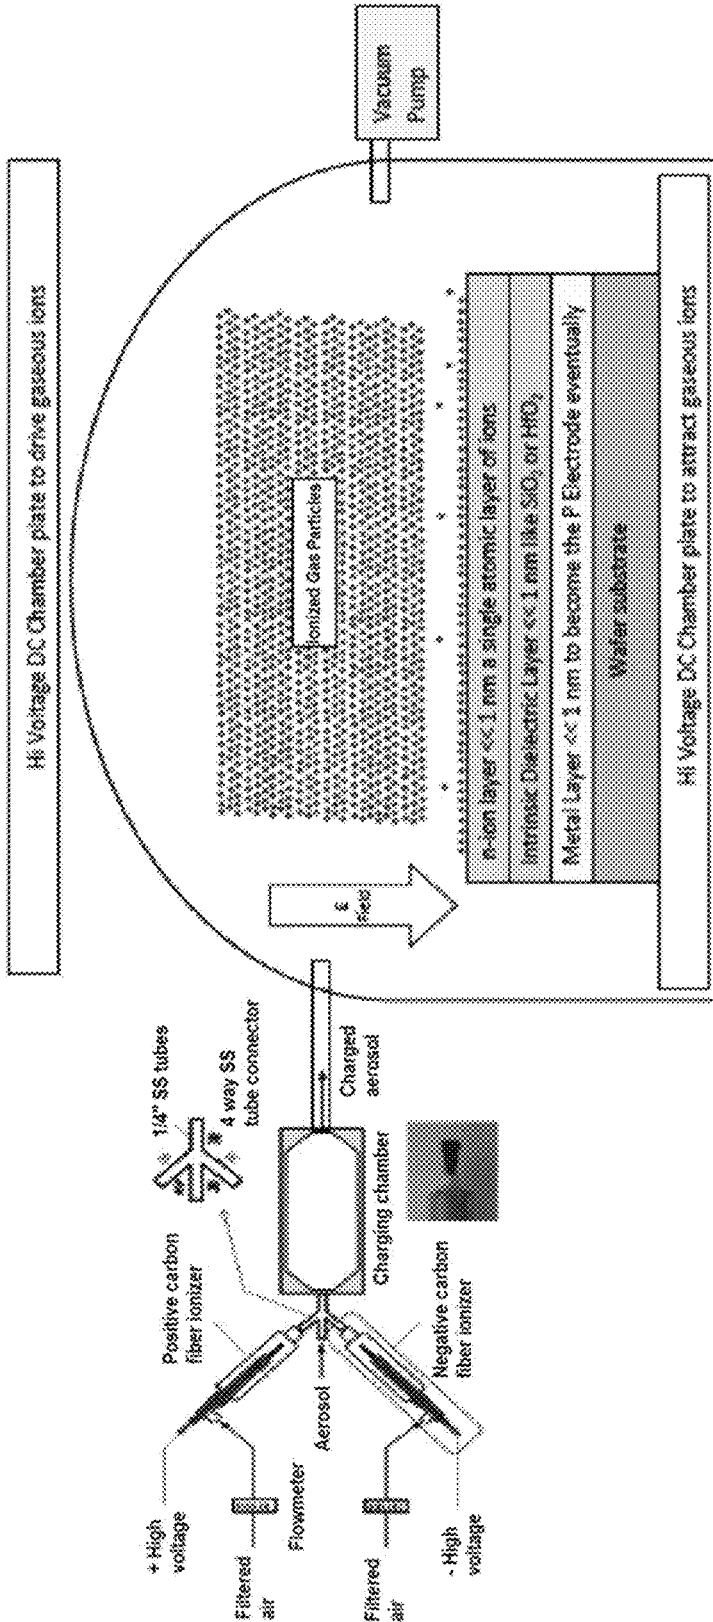 Hi Voltage DC Chamber plate to drive gaseous ions
Vacuum
Pump
Ionized Gas Particles
E
Field
n-ion layer << 1 nm a single atomic layer of ions
Intrinsic Dielectric Layer << 1 nm like SiO2 or HfO2
Metal Layer << 1 nm to become the P Electrode eventually
Wafer substrate
Hi Voltage DC Chamber plate to attract gaseous ions
1/4" SS tubes
4 way SS
tube connector
Positive carbon
fiber ionizer
+ High
voltage
Filtered
air
Flowmeter
Aerosol
Charging chamber
Charged
aerosol
Negative carbon
fiber ionizer
Filtered
air
- High
voltage